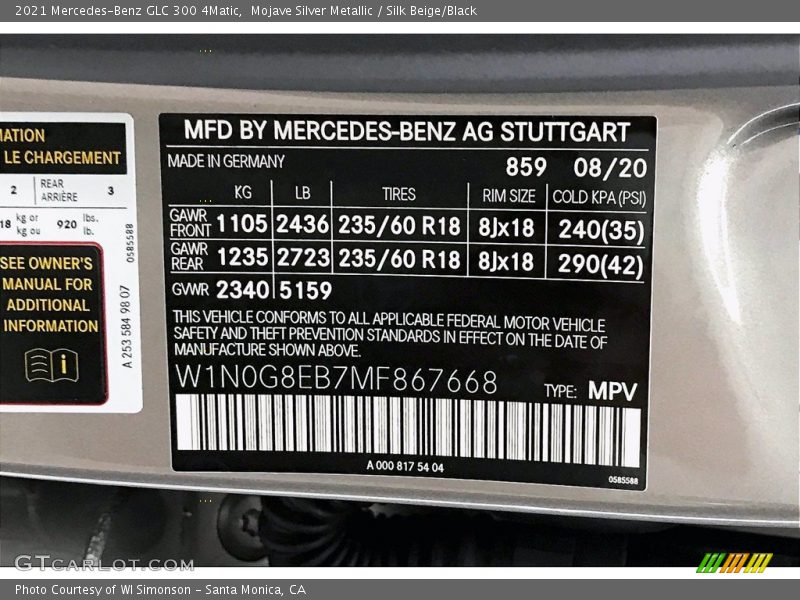 2021 Mercedes-Benz GLC 300 4Matic,  Mojave Silver Metallic / Silk Beige/Black
MATION
LE CHARGEMENT
2 REAR ARRIÈRE 3
18 kg or kg ou 920 lbs. lb.
SEE OWNER'S
MANUAL FOR
ADDITIONAL
INFORMATION
A 253 584 98 07
0585588
MFD BY MERCEDES-BENZ AG STUTTGART
MADE IN GERMANY 859 08/20
KG LB TIRES RIM SIZE COLD KPA (PSI)
GAWR FRONT 1105 2436 235/60 R18 8Jx18 240(35)
GAWR REAR 1235 2723 235/60 R18 8Jx18 290(42)
GVWR 2340 5159
THIS VEHICLE CONFORMS TO ALL APPLICABLE FEDERAL MOTOR VEHICLE
SAFETY AND THEFT PREVENTION STANDARDS IN EFFECT ON THE DATE OF
MANUFACTURE SHOWN ABOVE.
W1N0G8EB7MF867668 TYPE: MPV
A 000 817 54 04
0585588
GTCARLOT.COM
Photo Courtesy of WI Simonson - Santa Monica, CA